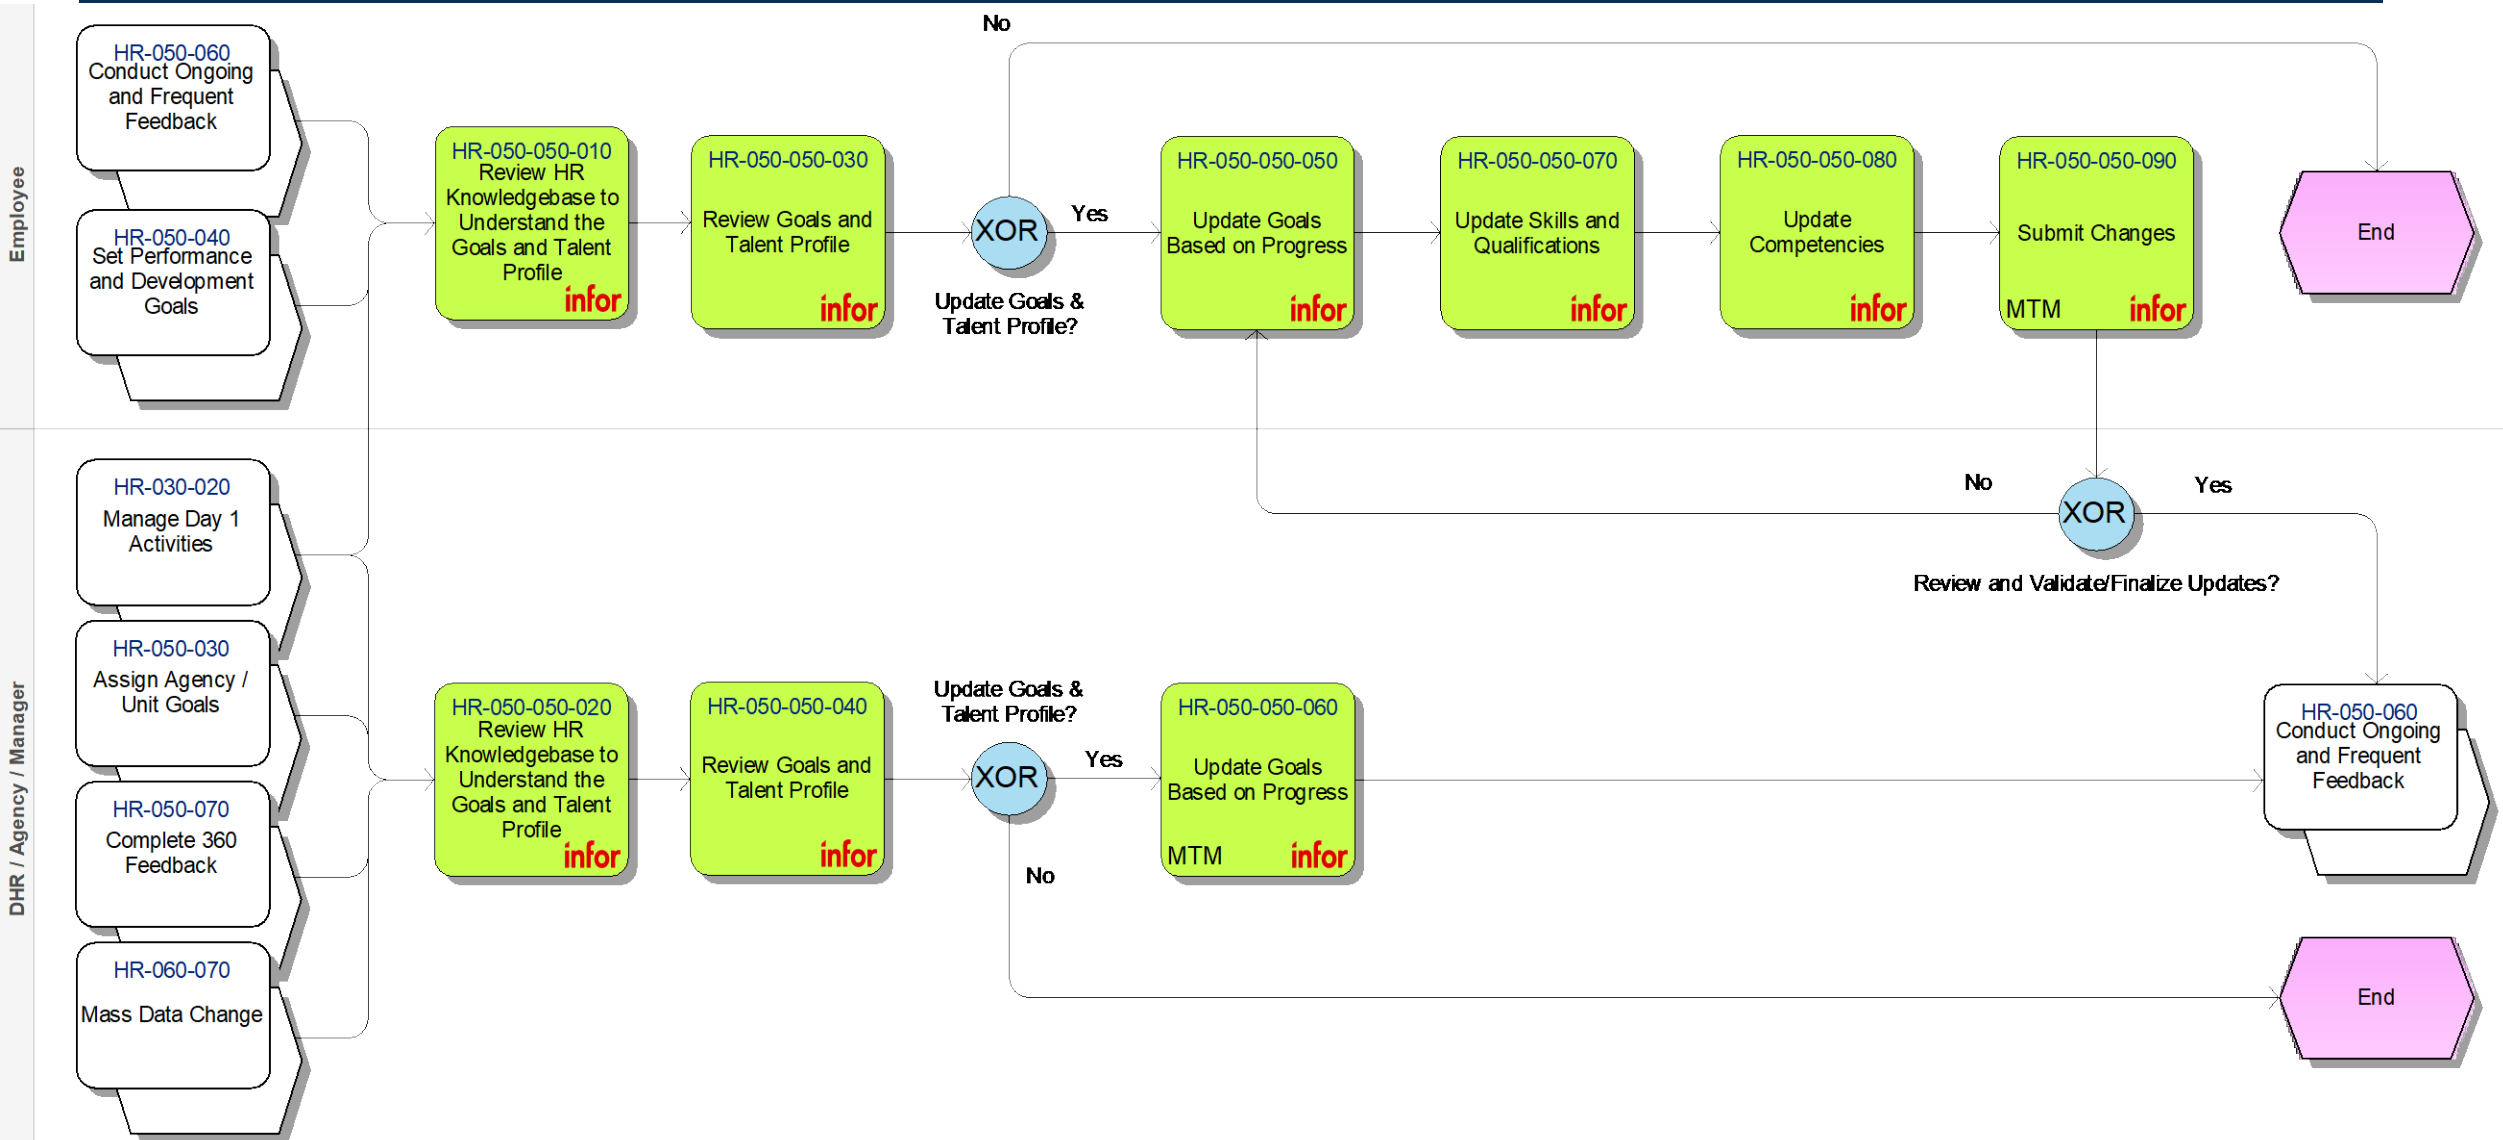 Employee
HR-050-060
Conduct Ongoing
and Frequent
Feedback
HR-050-040
Set Performance
and Development
Goals
HR-050-050-010
Review HR
Knowledgebase to
Understand the
Goals and Talent
Profile
infor
HR-050-050-030
Review Goals and
Talent Profile
infor
No
XOR
Yes
Update Goals &
Talent Profile?
HR-050-050-050
Update Goals
Based on Progress
infor
HR-050-050-070
Update Skills and
Qualifications
infor
HR-050-050-080
Update
Competencies
infor
HR-050-050-090
Submit Changes
MTM
infor
End
DHR / Agency / Manager
HR-030-020
Manage Day 1
Activities
HR-050-030
Assign Agency /
Unit Goals
HR-050-070
Complete 360
Feedback
HR-060-070
Mass Data Change
HR-050-050-020
Review HR
Knowledgebase to
Understand the
Goals and Talent
Profile
infor
HR-050-050-040
Review Goals and
Talent Profile
infor
Update Goals &
Talent Profile?
XOR
Yes
No
HR-050-050-060
Update Goals
Based on Progress
MTM
infor
No
XOR
Yes
Review and Validate/Finalize Updates?
HR-050-060
Conduct Ongoing
and Frequent
Feedback
End